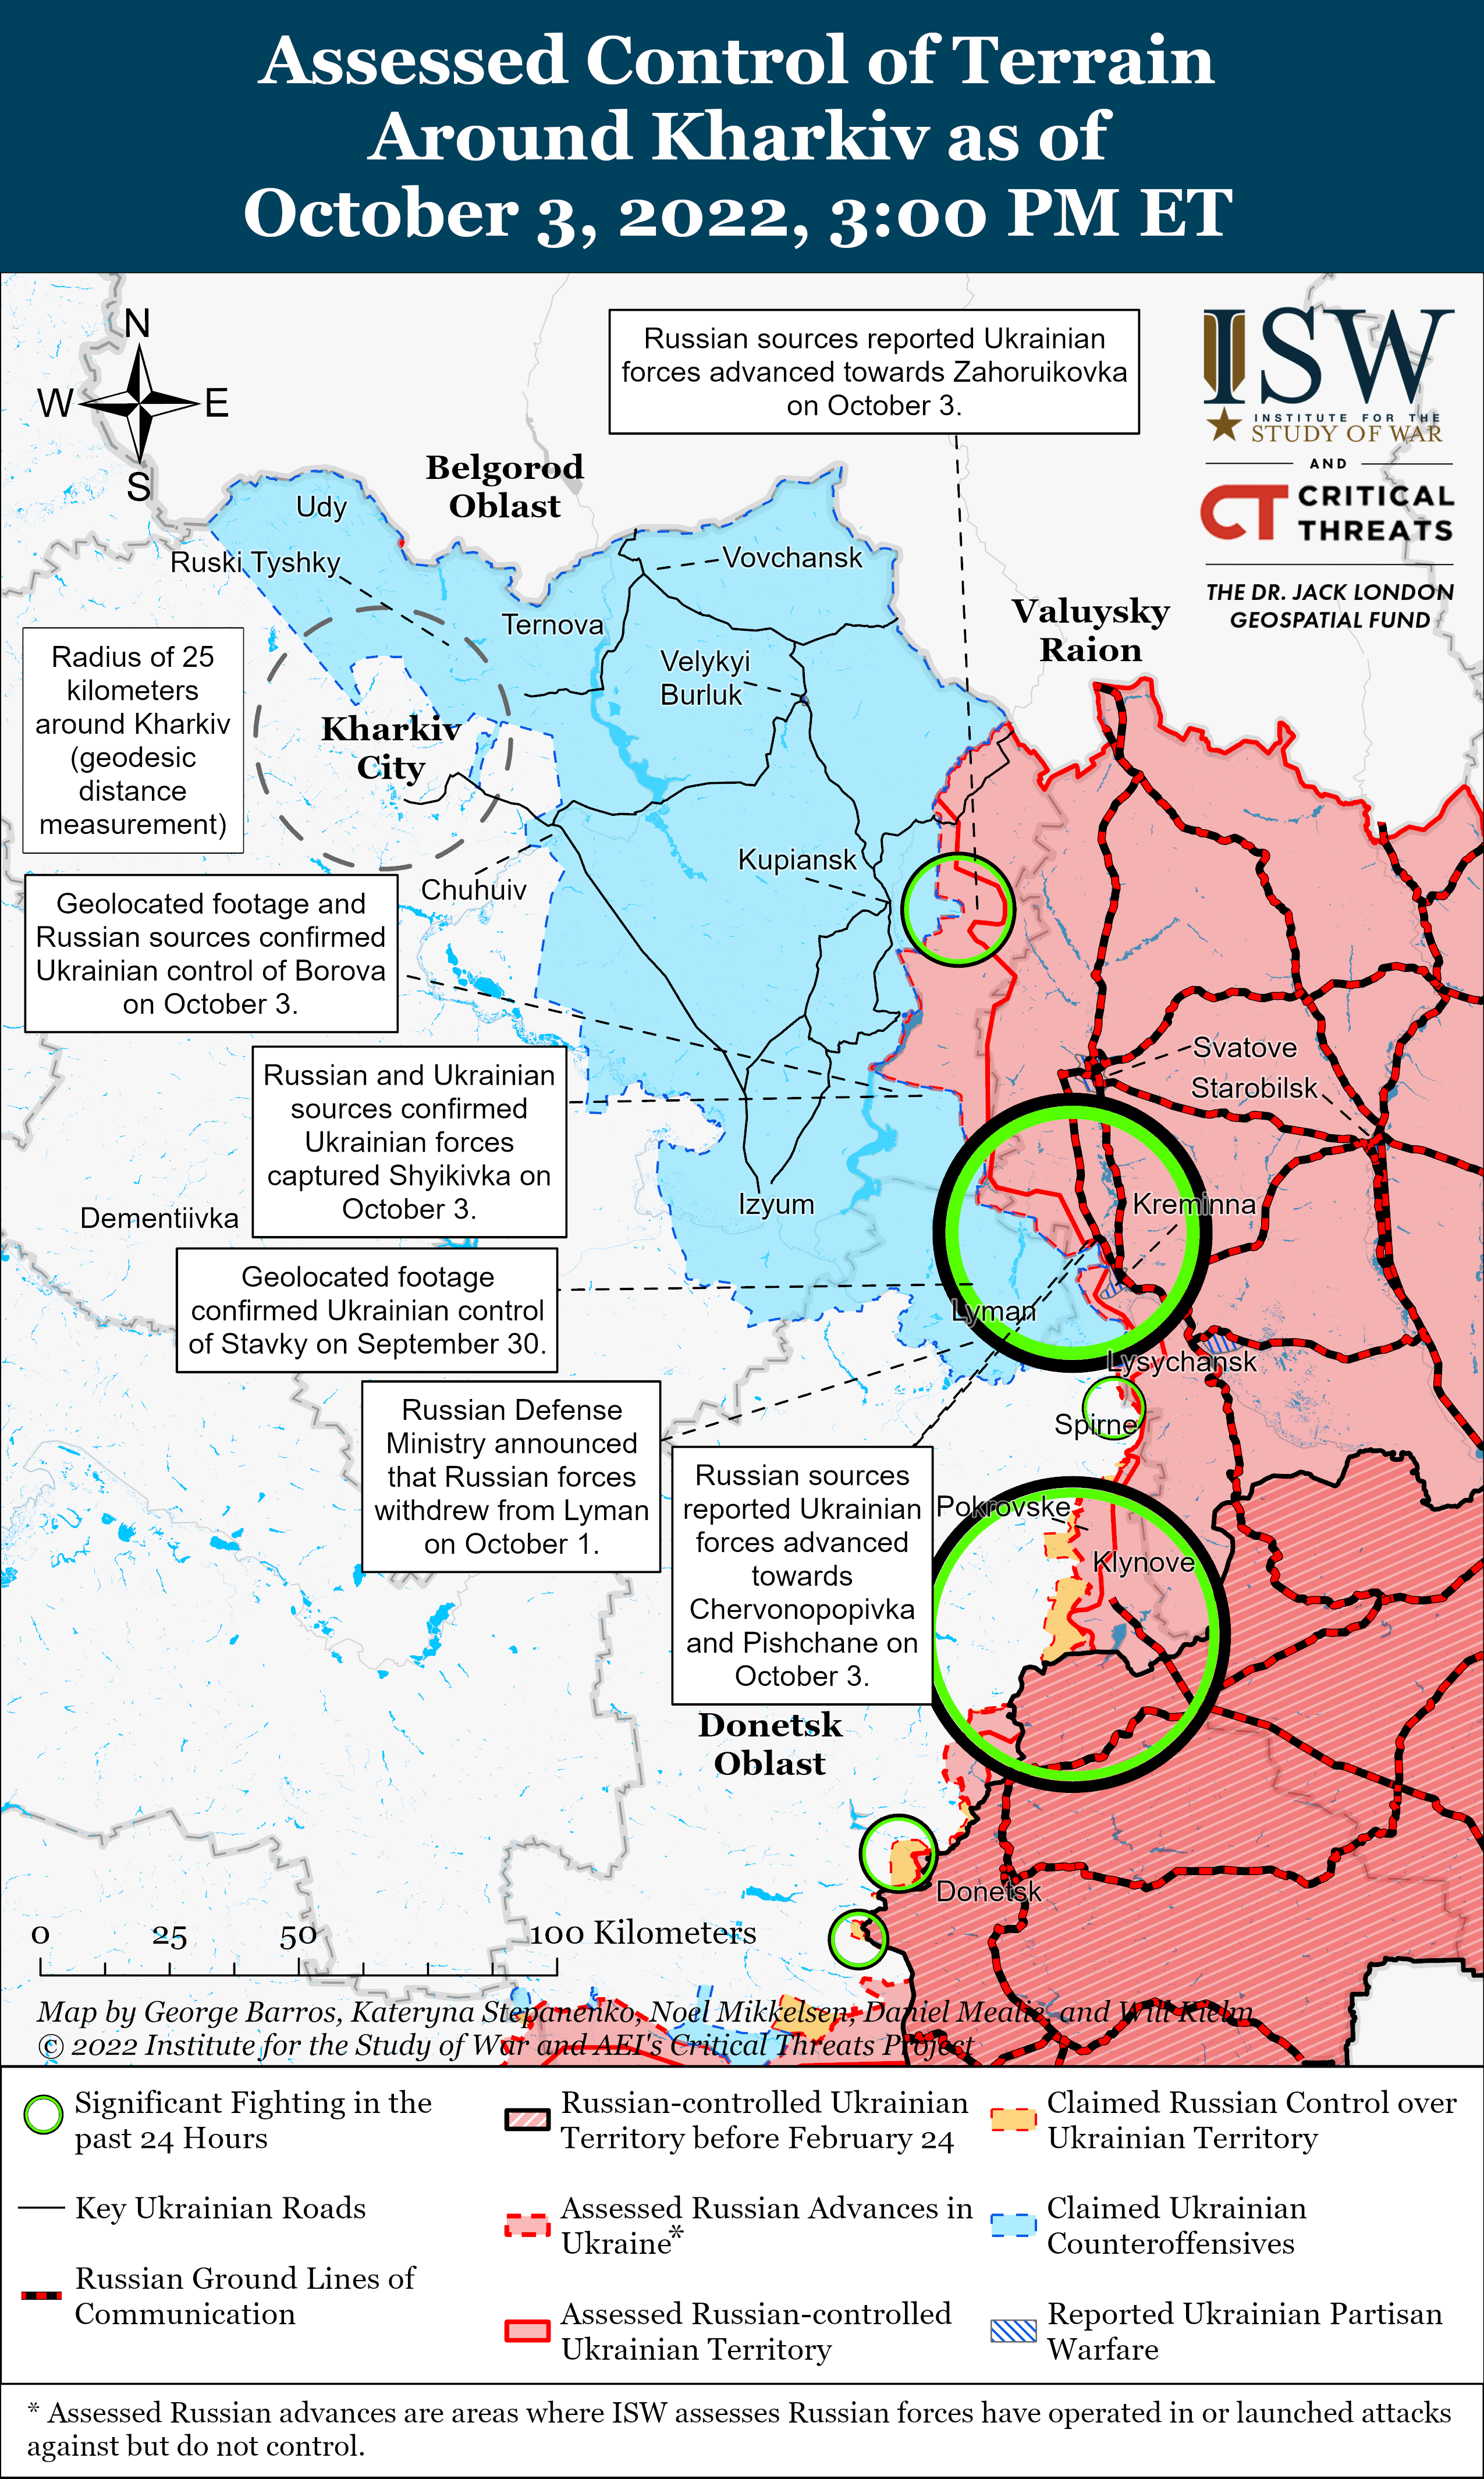 Assessed Control of Terrain
Around Kharkiv as of
October 3, 2022, 3:00 PM ET
Russian sources reported Ukrainian
forces advanced towards Zahoruikovka
on October 3.
ISW
INSTITUTE FOR THE
STUDY OF WAR
AND
CT CRITICAL
THREATS
THE DR. JACK LONDON
GEOSPATIAL FUND
N
W E
S
Belgorod
Oblast
Udy
Ruski Tyshky
Vovchansk
Ternova
Valuysky
Raion
Velykyi
Burluk
Radius of 25
kilometers
around Kharkiv
(geodesic
distance
measurement)
Kharkiv
City
Kupiansk
Chuhuiv
Geolocated footage and
Russian sources confirmed
Ukrainian control of Borova
on October 3.
Svatove
Starobilsk
Russian and Ukrainian
sources confirmed
Ukrainian forces
captured Shyikivka on
October 3.
Izyum
Kreminna
Dementiivka
Geolocated footage
confirmed Ukrainian control
of Stavky on September 30.
Lyman
Lysychansk
Spirne
Russian Defense
Ministry announced
that Russian forces
withdrew from Lyman
on October 1.
Russian sources
reported Ukrainian
forces advanced
towards
Chervonopopivka
and Pishchane on
October 3.
Pokrovske
Klynove
Donetsk
Oblast
Donetsk
0 25 50 100 Kilometers
Map by George Barros, Kateryna Stepanenko, Noel Mikkelsen, Daniel Mealie, and Will Kielm
© 2022 Institute for the Study of War and AEI's Critical Threats Project
Significant Fighting in the
past 24 Hours
Key Ukrainian Roads
Russian Ground Lines of
Communication
Russian-controlled Ukrainian
Territory before February 24
Assessed Russian Advances in
Ukraine*
Assessed Russian-controlled
Ukrainian Territory
Claimed Russian Control over
Ukrainian Territory
Claimed Ukrainian
Counteroffensives
Reported Ukrainian Partisan
Warfare
* Assessed Russian advances are areas where ISW assesses Russian forces have operated in or launched attacks
against but do not control.